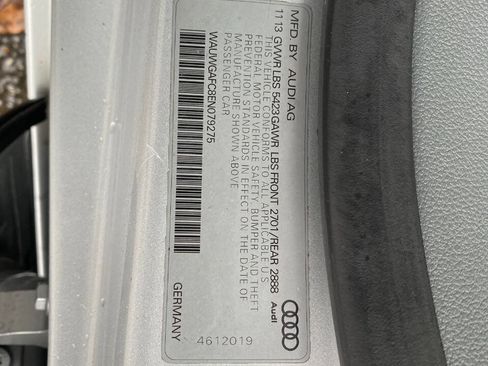 MFD. BY AUDI AG
11 13 GVWR LBS 5423 GAWR LBS FRONT 2701/REAR 2888
THIS VEHICLE CONFORMS TO ALL APPLICABLE U.S.
FEDERAL MOTOR VEHICLE SAFETY, BUMPER AND THEFT
PREVENTION STANDARDS IN EFFECT ON THE DATE OF
MANUFACTURE SHOWN ABOVE
PASSENGER CAR
WAUWGAFC8EN079275
Audi
GERMANY
4612019